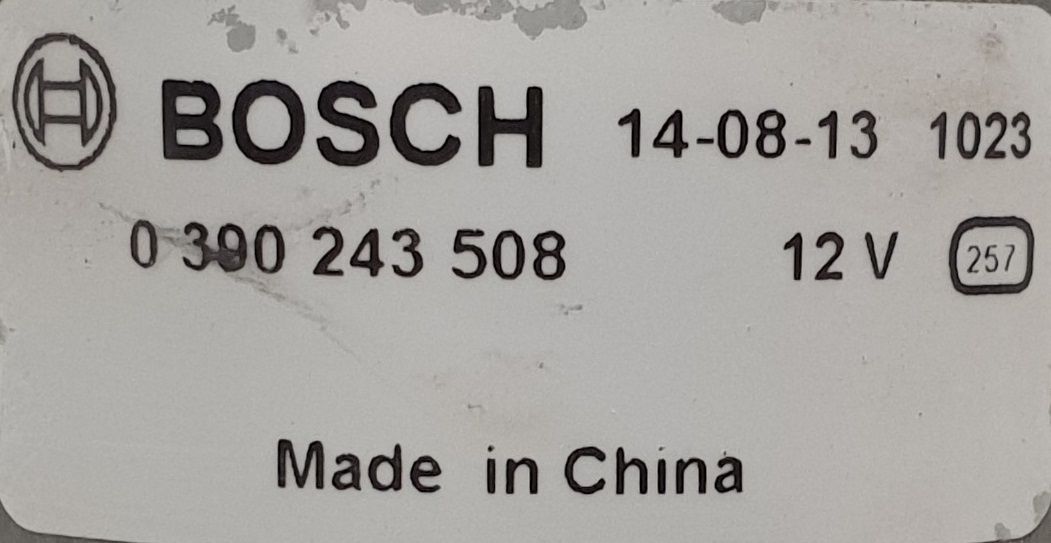 BOSCH 14-08-13 1023
0 390 243 508 12 V 257
Made in China